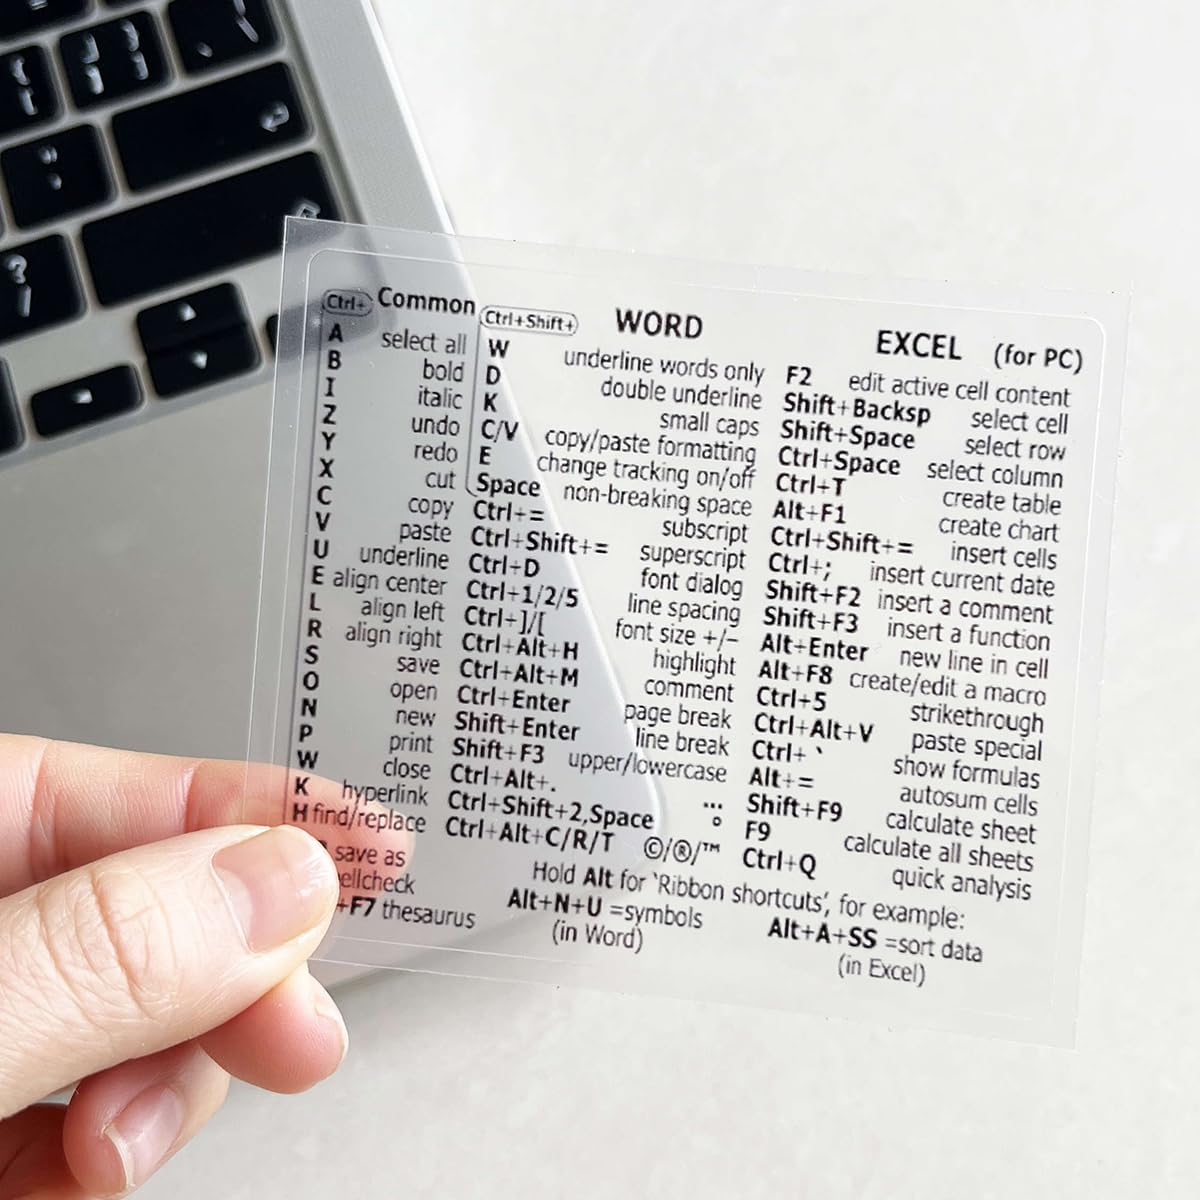 Ctrl+ Common
A select all
B bold
I italic
Z undo
Y redo
X cut
C copy
V paste
U underline
E align center
L align left
R align right
S save
O open
N new
P print
W close
K hyperlink
H find/replace
save as
ellcheck
+F7 thesaurus
Ctrl+Shift+ WORD
W underline words only
D double underline
K small caps
C/V copy/paste formatting
E change tracking on/off
Space non-breaking space
Ctrl+= subscript
Ctrl+Shift+= superscript
Ctrl+D font dialog
Ctrl+1/2/5 line spacing
Ctrl+]/[ font size +/-
Ctrl+Alt+H highlight
Ctrl+Alt+M comment
Ctrl+Enter page break
Shift+Enter line break
Shift+F3 upper/lowercase
Ctrl+Alt+. ...
Ctrl+Shift+2,Space °
Ctrl+Alt+C/R/T ©/®/™
EXCEL (for PC)
F2 edit active cell content
Shift+Backsp select cell
Shift+Space select row
Ctrl+Space select column
Ctrl+T create table
Alt+F1 create chart
Ctrl+Shift+= insert cells
Ctrl+; insert current date
Shift+F2 insert a comment
Shift+F3 insert a function
Alt+Enter new line in cell
Alt+F8 create/edit a macro
Ctrl+5 strikethrough
Ctrl+Alt+V paste special
Ctrl+` show formulas
Alt+= autosum cells
Shift+F9 calculate sheet
F9 calculate all sheets
Ctrl+Q quick analysis
Hold Alt for 'Ribbon shortcuts', for example:
Alt+N+U =symbols
(in Word)
Alt+A+SS =sort data
(in Excel)